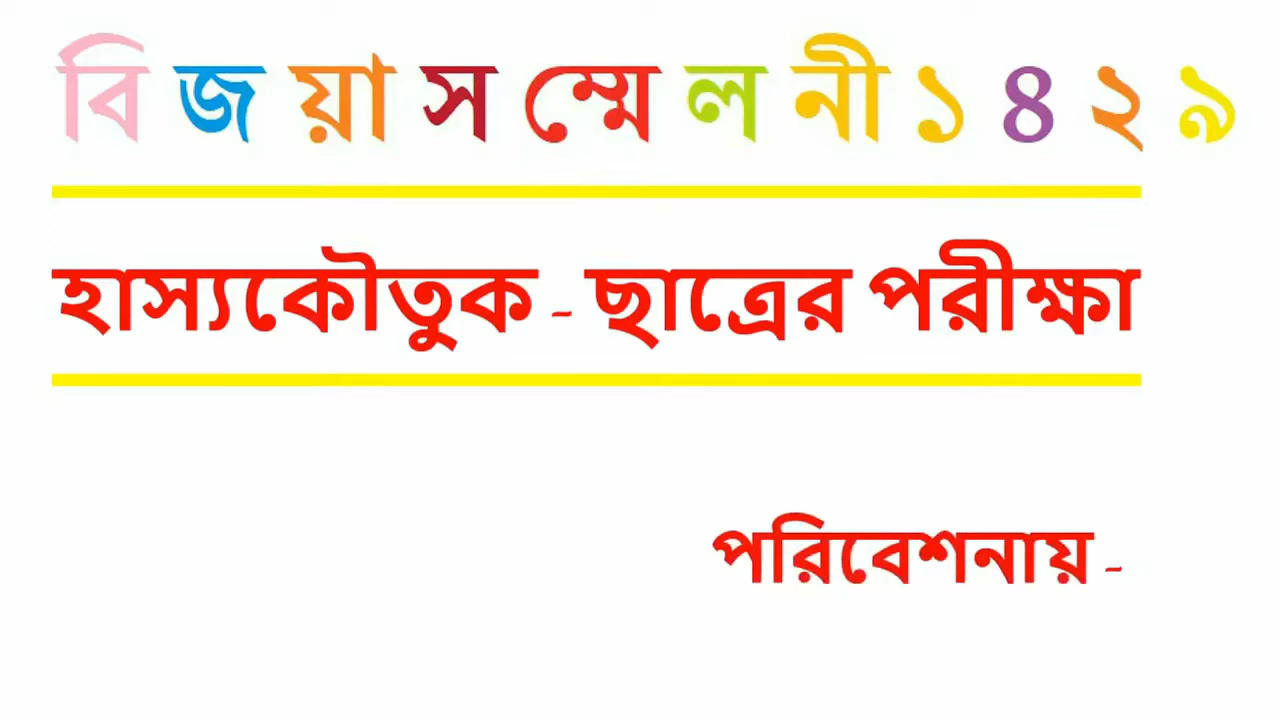 বিজয়া সম্মেলনী ১৪২৯
হাস্যকৌতুক - ছাত্রের পরীক্ষা
পরিবেশনায় -